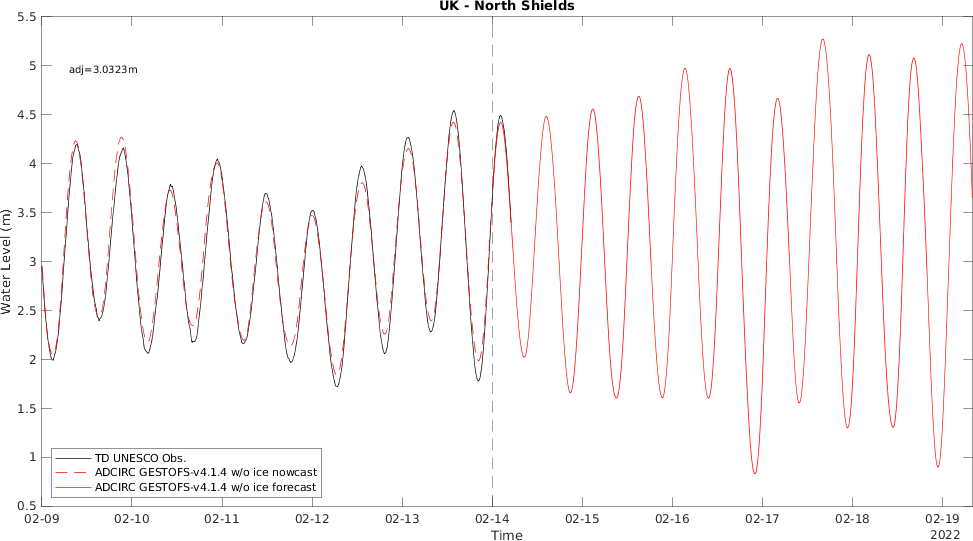 UK - North Shields
5.5
5
4.5
4
3.5
3
2.5
2
1.5
1
0.5
Water Level (m)
adj=3.0323m
TD UNESCO Obs.
ADCIRC GESTOFS-v4.1.4 w/o ice nowcast
ADCIRC GESTOFS-v4.1.4 w/o ice forecast
02-09 02-10 02-11 02-12 02-13 02-14 02-15 02-16 02-17 02-18 02-19
Time
2022